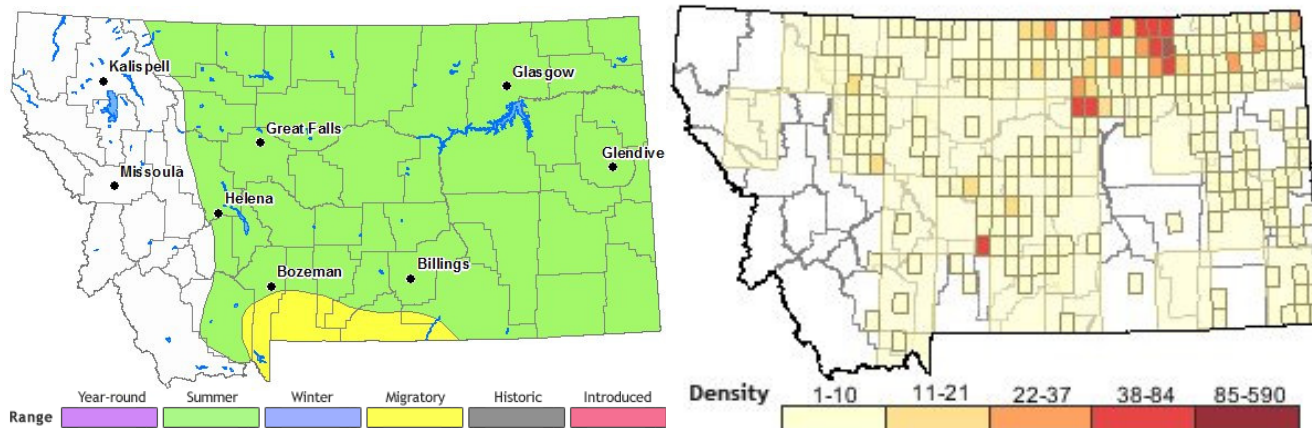 Kalispell
Glasgow
Great Falls
Glendive
Missoula
Helena
Bozeman
Billings
Range
Year-round
Summer
Winter
Migratory
Historic
Introduced
Density
1-10
11-21
22-37
38-84
85-590